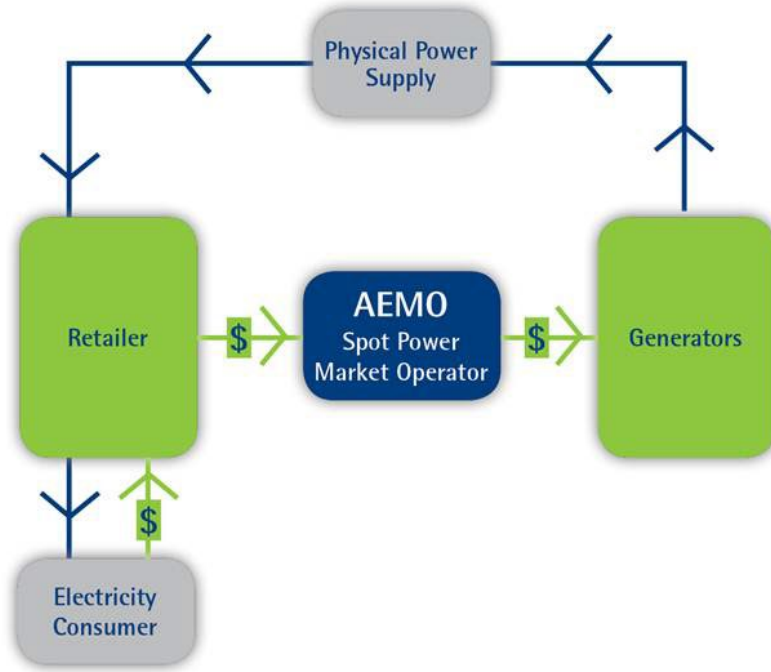 Physical Power
Supply
Retailer
$
AEMO
Spot Power
Market Operator
$
Generators
$
Electricity
Consumer